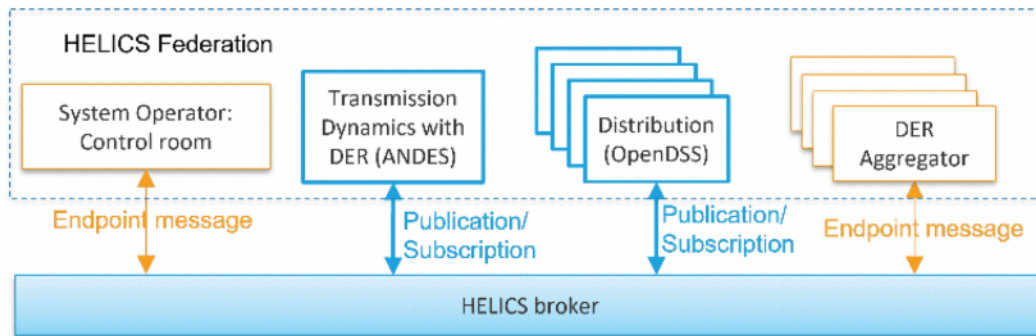 HELICS Federation
System Operator:
Control room
Transmission
Dynamics with
DER (ANDES)
Distribution
(OpenDSS)
DER
Aggregator
Endpoint message
Publication/
Subscription
Publication/
Subscription
Endpoint message
HELICS broker